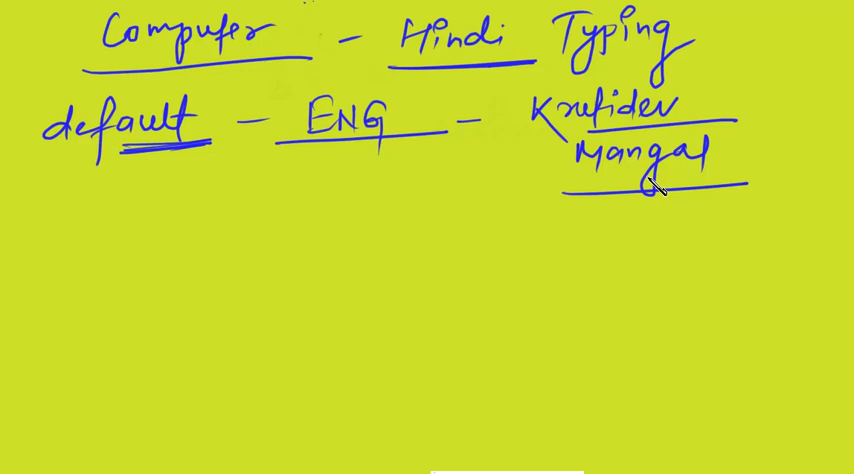 Computer - Hindi Typing
default - ENG - Krutidev
Mangal